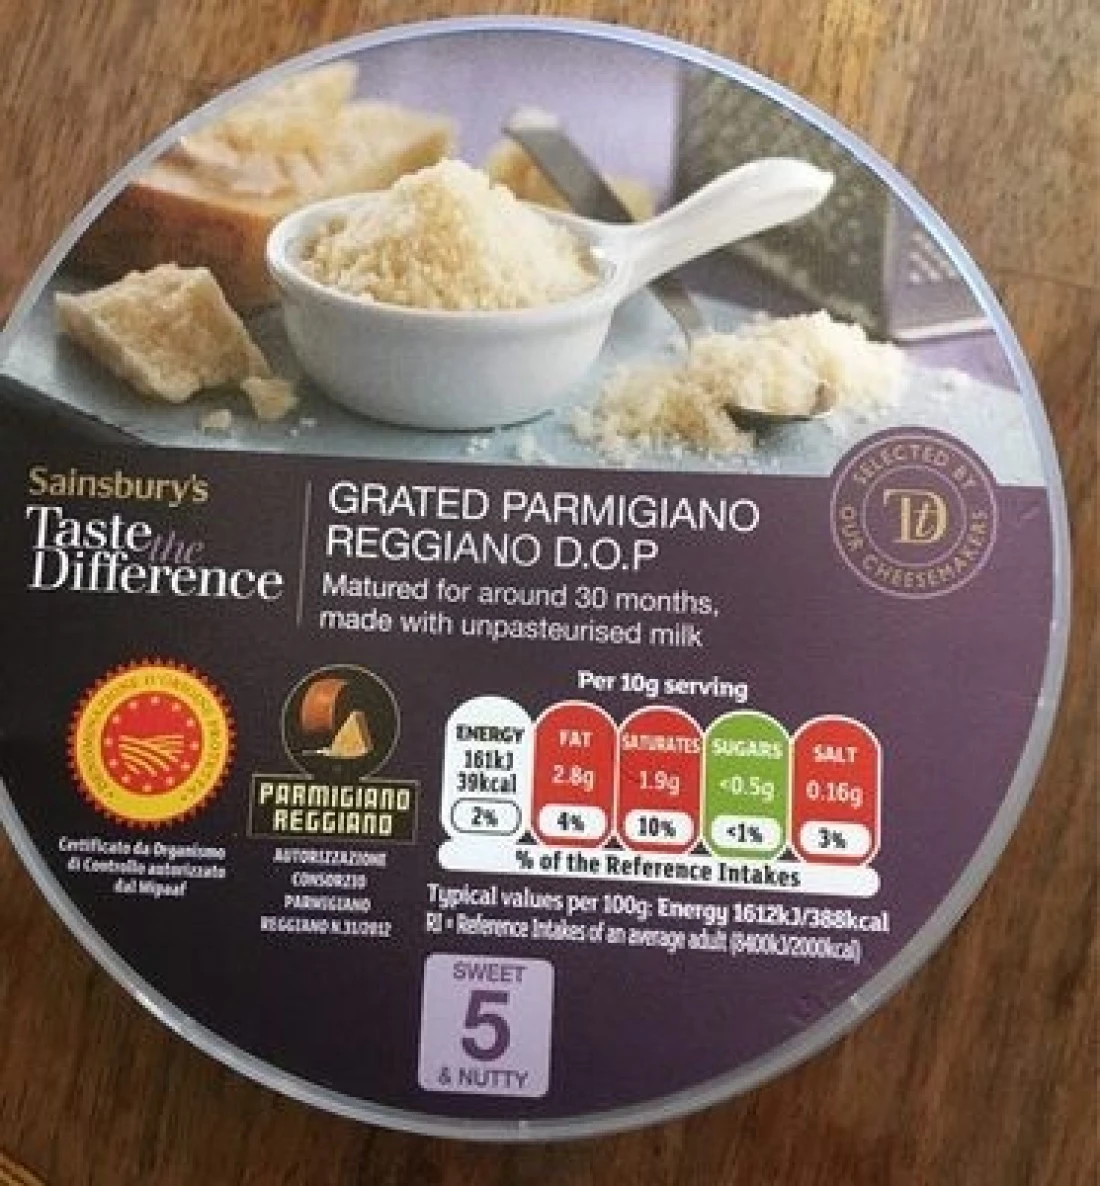 Sainsbury's
Taste the
Difference
GRATED PARMIGIANO
REGGIANO D.O.P
Matured for around 30 months,
made with unpasteurised milk
SELECTED BY
OUR CHEESEMAKERS
TtD
DENOMINAZIONE D'ORIGINE PROTETTA
Certificato da Organismo
di Controllo autorizzato
dal Mipaaf
PARMIGIANO
REGGIANO
AUTORIZZAZIONE
CONSORZIO
PARMIGIANO
REGGIANO N.31/2012
Per 10g serving
ENERGY
161kJ
39kcal
2%
FAT
2.8g
4%
SATURATES
1.9g
10%
SUGARS
<0.5g
<1%
SALT
0.16g
3%
% of the Reference Intakes
Typical values per 100g: Energy 1612kJ/388kcal
RI = Reference Intakes of an average adult (8400kJ/2000kcal)
SWEET
5
& NUTTY